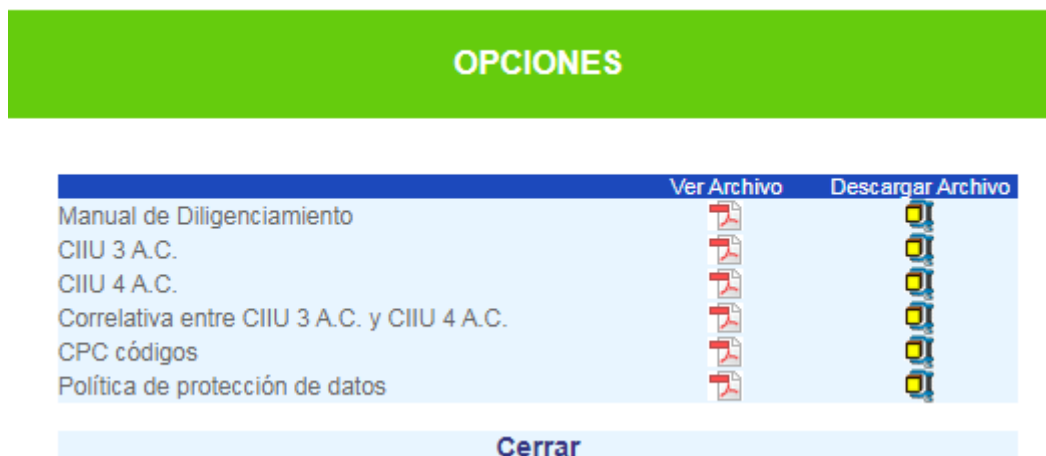 OPCIONES
Ver Archivo Descargar Archivo
Manual de Diligenciamiento
CIIU 3 A.C.
CIIU 4 A.C.
Correlativa entre CIIU 3 A.C. y CIIU 4 A.C.
CPC códigos
Política de protección de datos
Cerrar